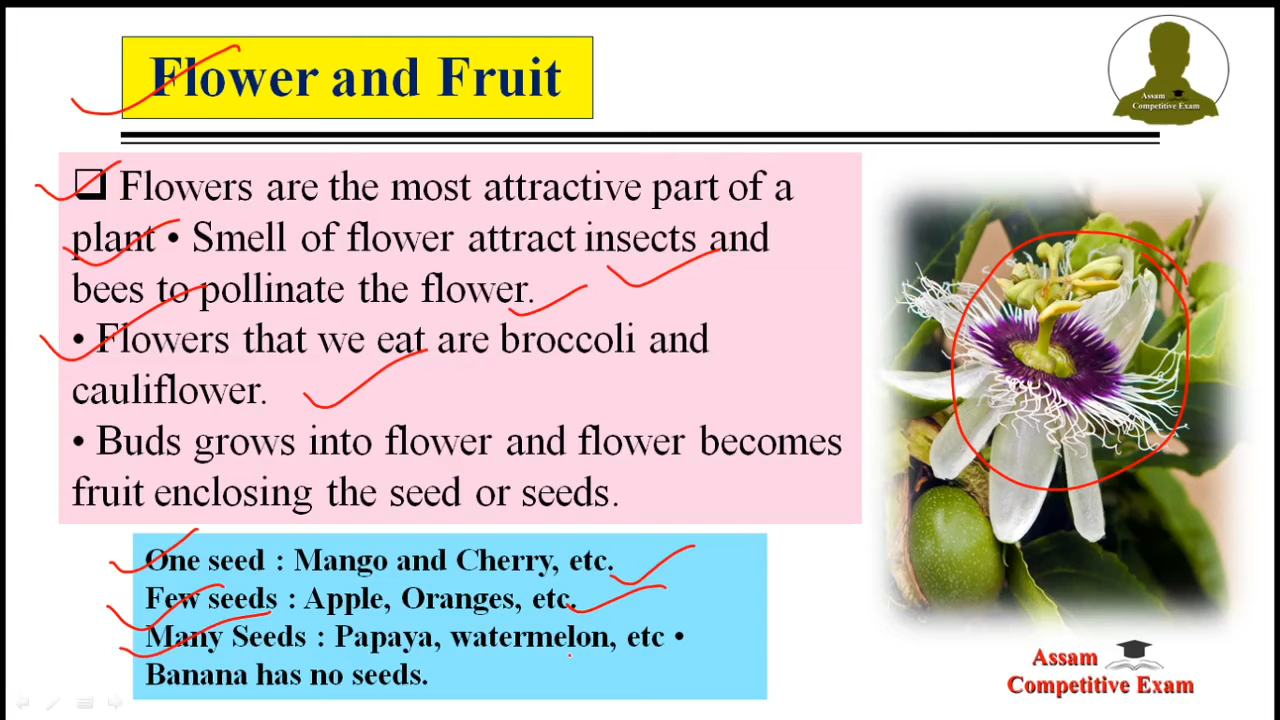 Flower and Fruit
Assam
Competitive Exam
Flowers are the most attractive part of a
plant • Smell of flower attract insects and
bees to pollinate the flower.
• Flowers that we eat are broccoli and
cauliflower.
• Buds grows into flower and flower becomes
fruit enclosing the seed or seeds.
One seed : Mango and Cherry, etc.
Few seeds : Apple, Oranges, etc.
Many Seeds : Papaya, watermelon, etc •
Banana has no seeds.
Assam
Competitive Exam